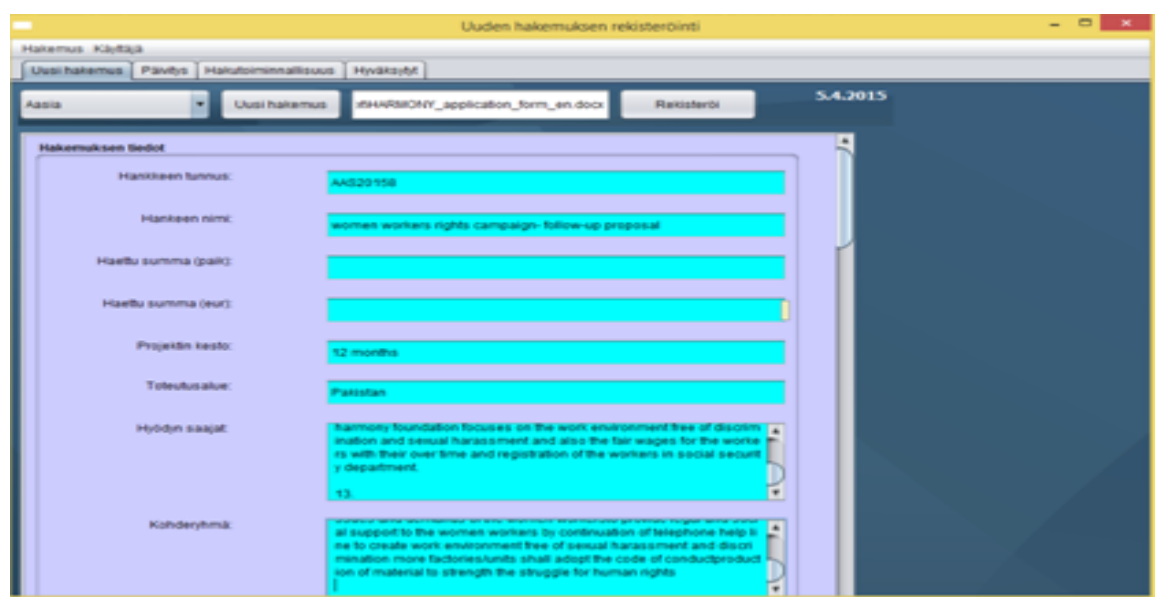 Uuden hakemuksen rekisteröinti
Hakemus Käyttäjä
Uusi hakemus Päivitys Hakutoiminnallisuus Hyväksytyt
Aasia Uusi hakemus HARMONY_application_form_en.docx Rekisteröi 5.4.2015
Hakemuksen tiedot
Hankkeen tunnus:
AAS20158
Hankeen nimi:
women workers rights campaign- follow-up proposal
Haettu summa (paik):
Haettu summa (eur):
Projektin kesto:
12 months
Toteutusalue:
Pakistan
Hyödyn saajat:
harmony foundation focuses on the work environment free of discrim
ination and sexual harassment and also the fair wages for the worke
rs with their over time and registration of the workers in social securit
y department.
13.
Kohderyhmä:
al support to the women workers by continuation of telephone help li
ne to create work environment free of sexual harassment and discri
mination more factories/units shall adopt the code of conductproduct
ion of material to strength the struggle for human rights